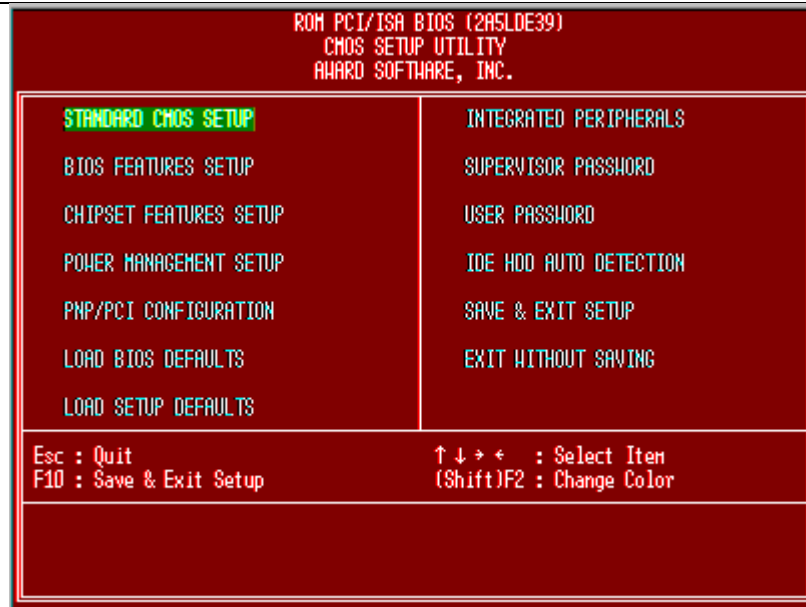 ROM PCI/ISA BIOS (2A5LDE39)
CMOS SETUP UTILITY
AWARD SOFTWARE, INC.
STANDARD CMOS SETUP
BIOS FEATURES SETUP
CHIPSET FEATURES SETUP
POWER MANAGEMENT SETUP
PNP/PCI CONFIGURATION
LOAD BIOS DEFAULTS
LOAD SETUP DEFAULTS
INTEGRATED PERIPHERALS
SUPERVISOR PASSWORD
USER PASSWORD
IDE HDD AUTO DETECTION
SAVE & EXIT SETUP
EXIT WITHOUT SAVING
Esc : Quit
F10 : Save & Exit Setup
↑ ↓ → ← : Select Item
(Shift)F2 : Change Color